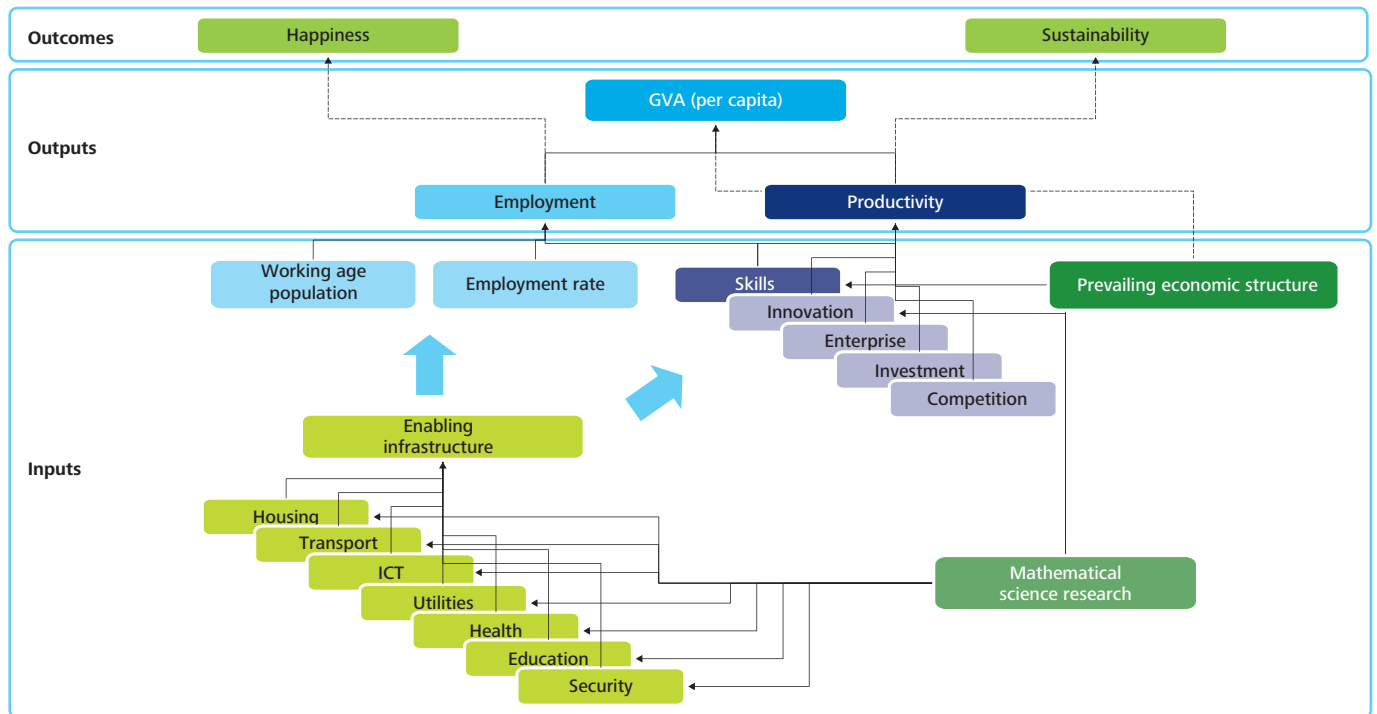 Outcomes
Happiness
Sustainability
GVA (per capita)
Outputs
Employment
Productivity
Working age
population
Employment rate
Skills
Prevailing economic structure
Innovation
Enterprise
Investment
Competition
Enabling
infrastructure
Inputs
Housing
Transport
ICT
Utilities
Health
Education
Security
Mathematical
science research